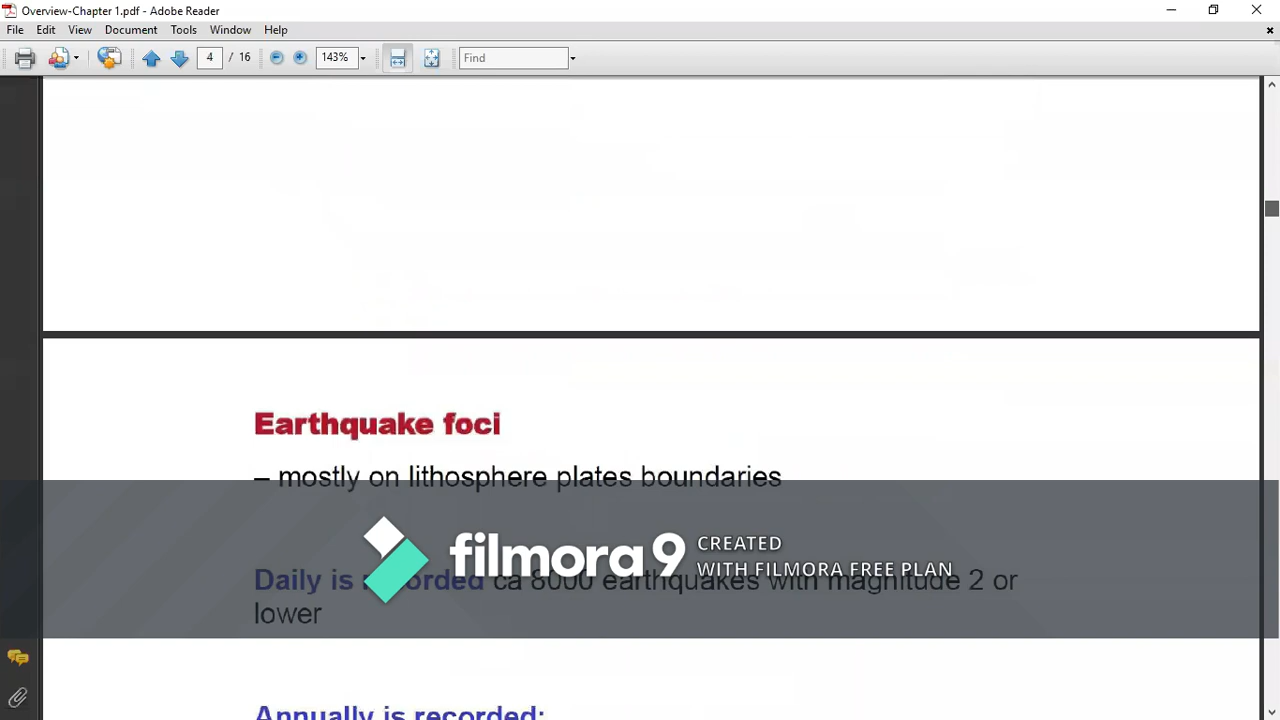 Overview-Chapter 1.pdf - Adobe Reader
File Edit View Document Tools Window Help
4 / 16 143% Find
Earthquake foci
– mostly on lithosphere plates boundaries
filmora 9 CREATED
WITH FILMORA FREE PLAN
Daily is recorded ca 8000 earthquakes with magnitude 2 or
lower
Annually is recorded: